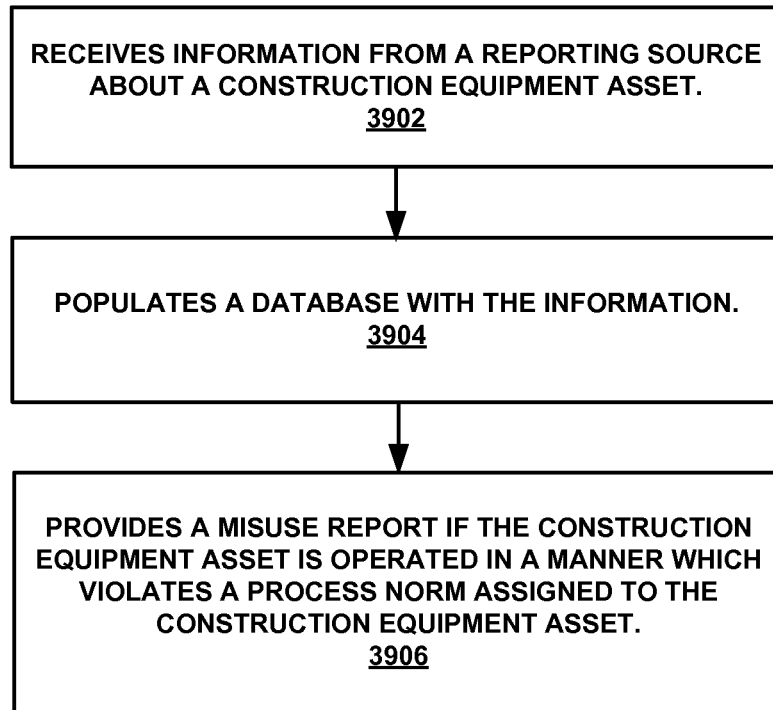 RECEIVES INFORMATION FROM A REPORTING SOURCE
ABOUT A CONSTRUCTION EQUIPMENT ASSET.
3902
POPULATES A DATABASE WITH THE INFORMATION.
3904
PROVIDES A MISUSE REPORT IF THE CONSTRUCTION
EQUIPMENT ASSET IS OPERATED IN A MANNER WHICH
VIOLATES A PROCESS NORM ASSIGNED TO THE
CONSTRUCTION EQUIPMENT ASSET.
3906